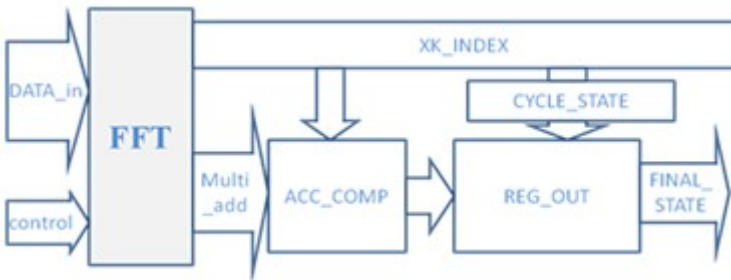 XK_INDEX
DATA_in
CYCLE_STATE
FFT
Multi
_add
ACC_COMP
REG_OUT
FINAL_
STATE
control